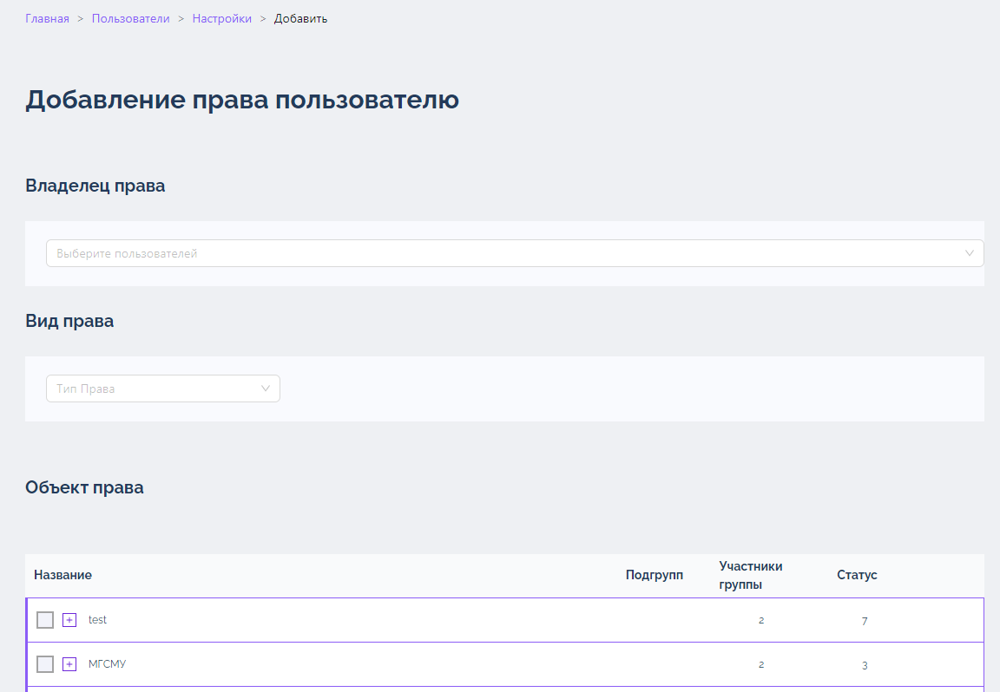 Главная > Пользователи > Настройки > Добавить
Добавление права пользователю
Владелец права
Выберите пользователей
Вид права
Тип Права
Объект права
Название Подгрупп Участники группы Статус
test 2 7
МГСМУ 2 3